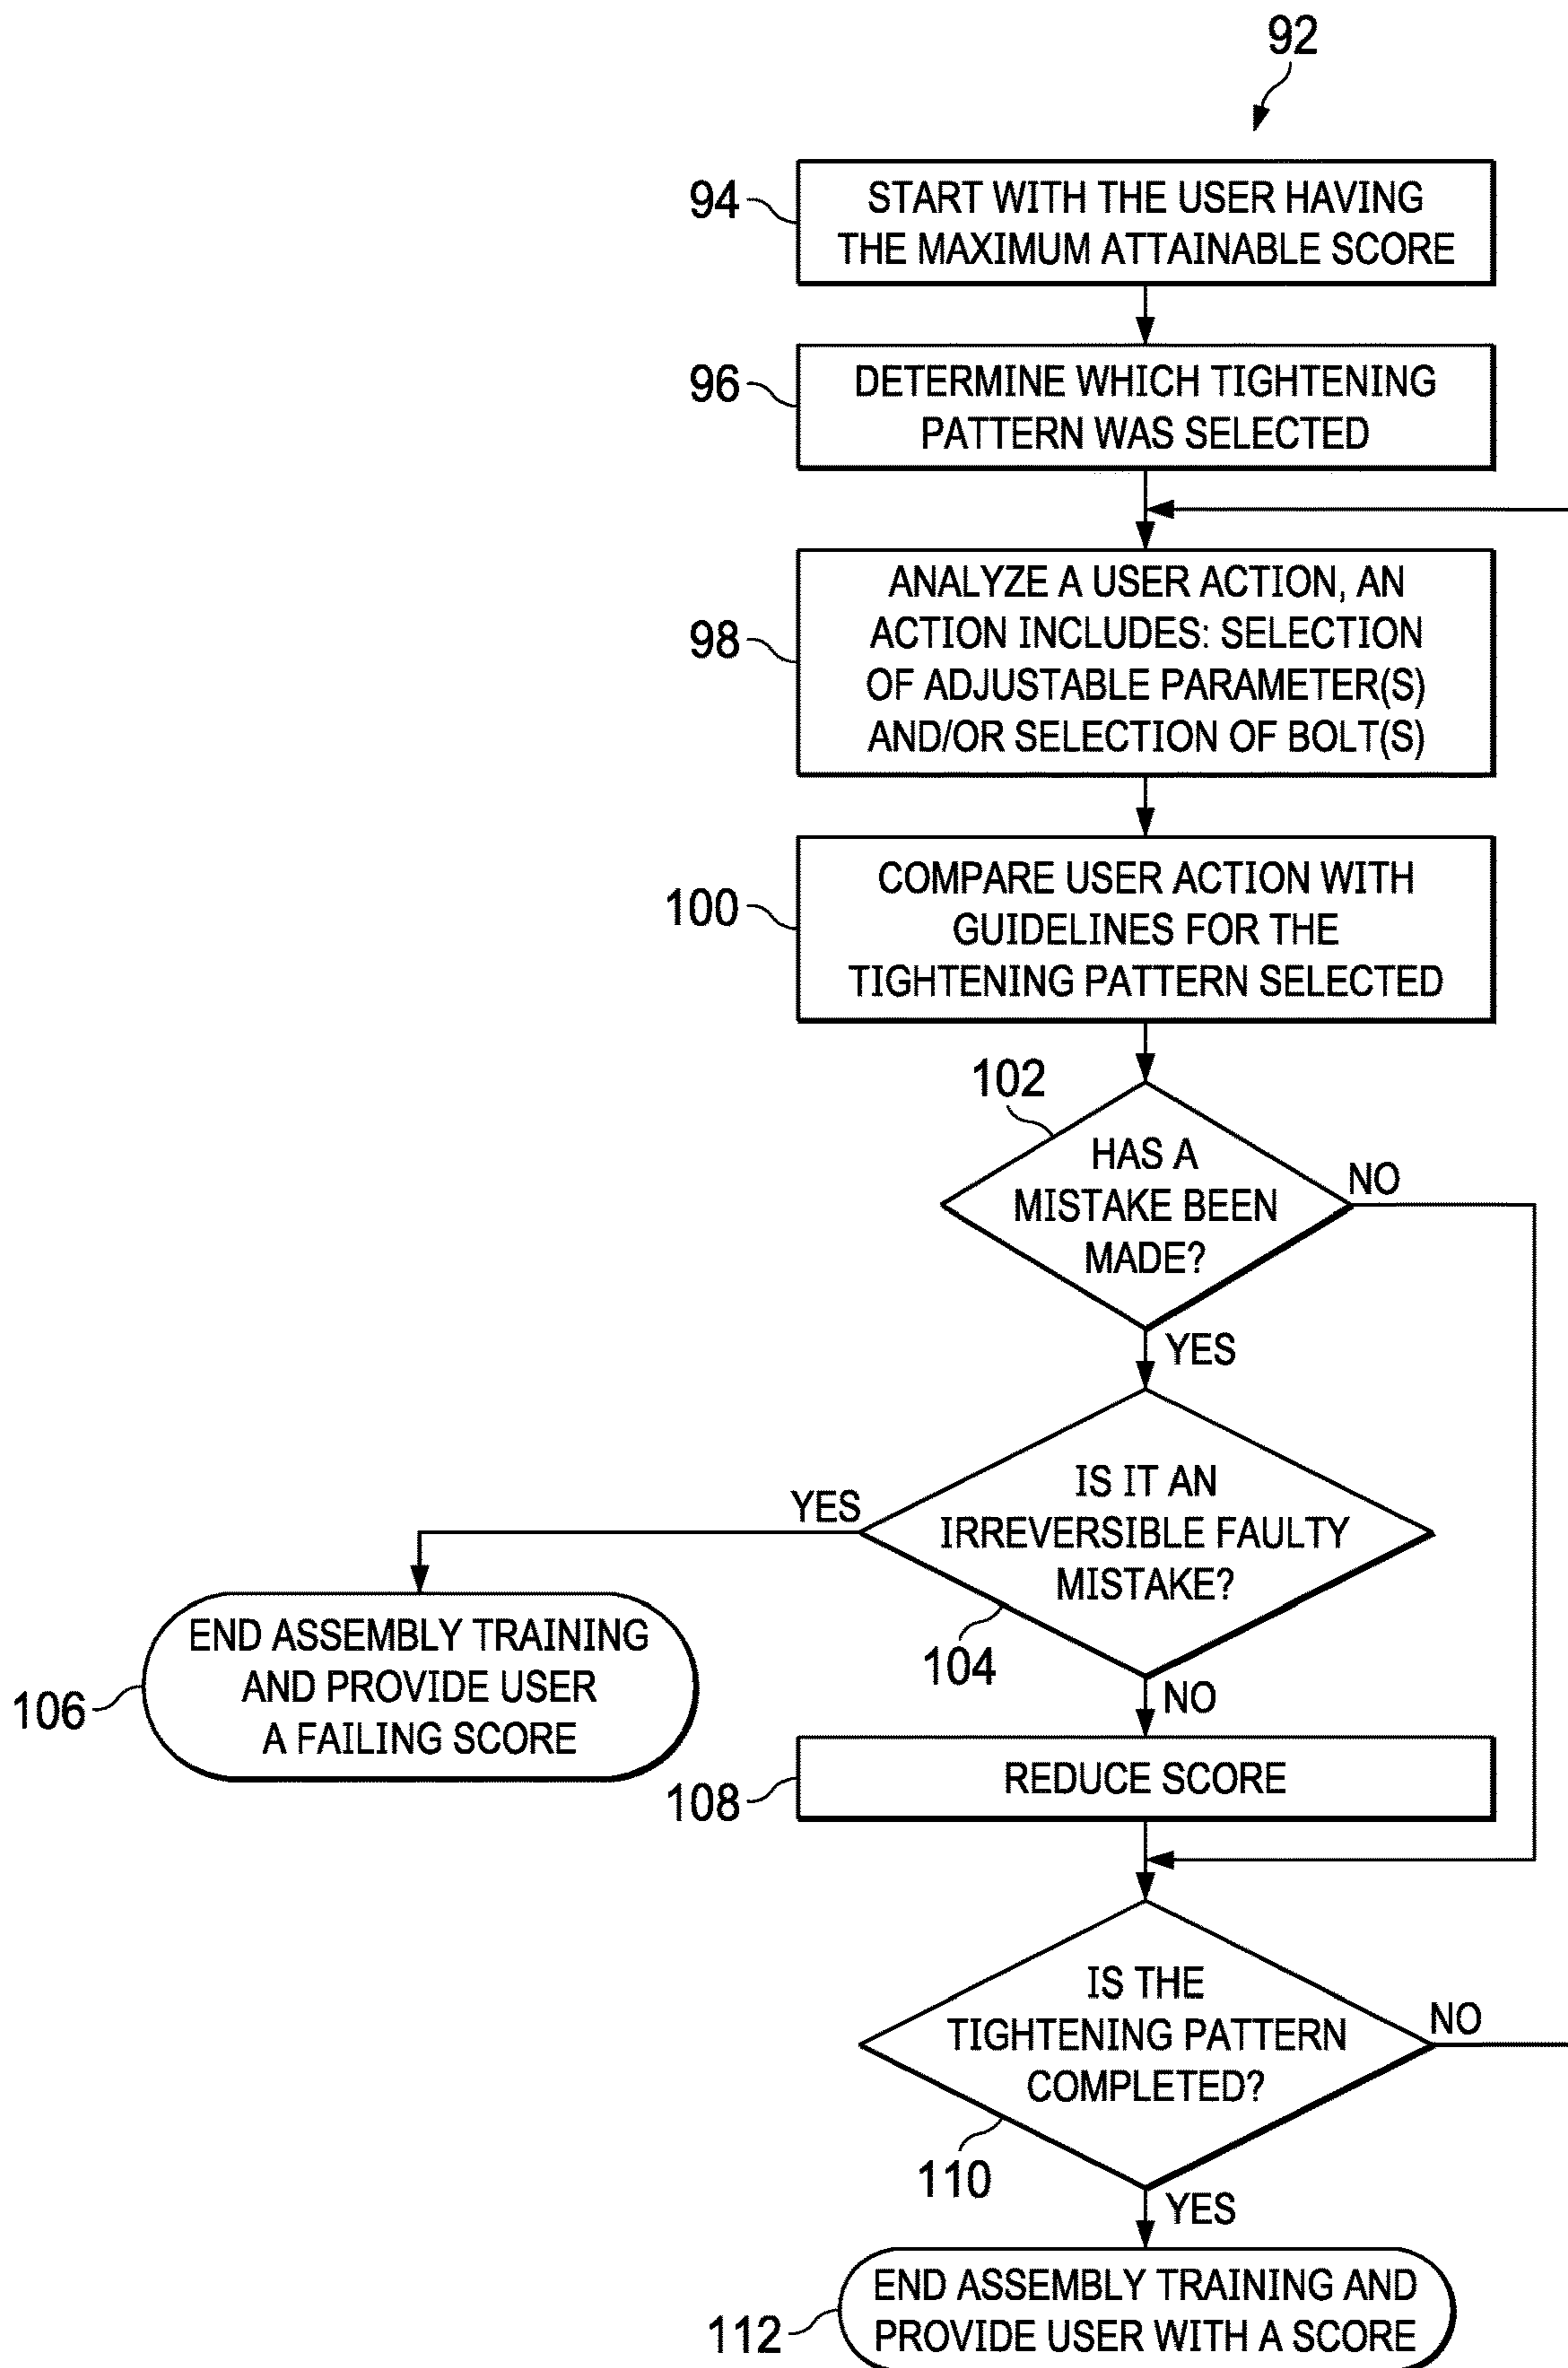 92
94
START WITH THE USER HAVING
THE MAXIMUM ATTAINABLE SCORE
96
DETERMINE WHICH TIGHTENING
PATTERN WAS SELECTED
98
ANALYZE A USER ACTION, AN
ACTION INCLUDES: SELECTION
OF ADJUSTABLE PARAMETER(S)
AND/OR SELECTION OF BOLT(S)
100
COMPARE USER ACTION WITH
GUIDELINES FOR THE
TIGHTENING PATTERN SELECTED
102
HAS A
MISTAKE BEEN
MADE?
NO
YES
IS IT AN
IRREVERSIBLE FAULTY
MISTAKE?
YES
104
NO
106
END ASSEMBLY TRAINING
AND PROVIDE USER
A FAILING SCORE
108
REDUCE SCORE
IS THE
TIGHTENING PATTERN
COMPLETED?
NO
110
YES
112
END ASSEMBLY TRAINING AND
PROVIDE USER WITH A SCORE